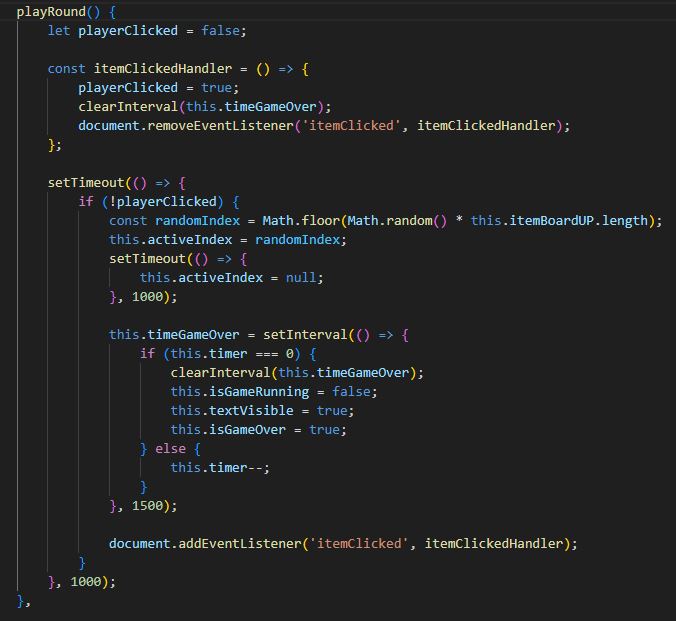 playRound() {
let playerClicked = false;
const itemClickedHandler = () => {
playerClicked = true;
clearInterval(this.timeGameOver);
document.removeEventListener('itemClicked', itemClickedHandler);
};
setTimeout(() => {
if (!playerClicked) {
const randomIndex = Math.floor(Math.random() * this.itemBoardUP.length);
this.activeIndex = randomIndex;
setTimeout(() => {
this.activeIndex = null;
}, 1000);
this.timeGameOver = setInterval(() => {
if (this.timer === 0) {
clearInterval(this.timeGameOver);
this.isGameRunning = false;
this.textVisible = true;
this.isGameOver = true;
} else {
this.timer--;
}
}, 1500);
document.addEventListener('itemClicked', itemClickedHandler);
}
}, 1000);
},